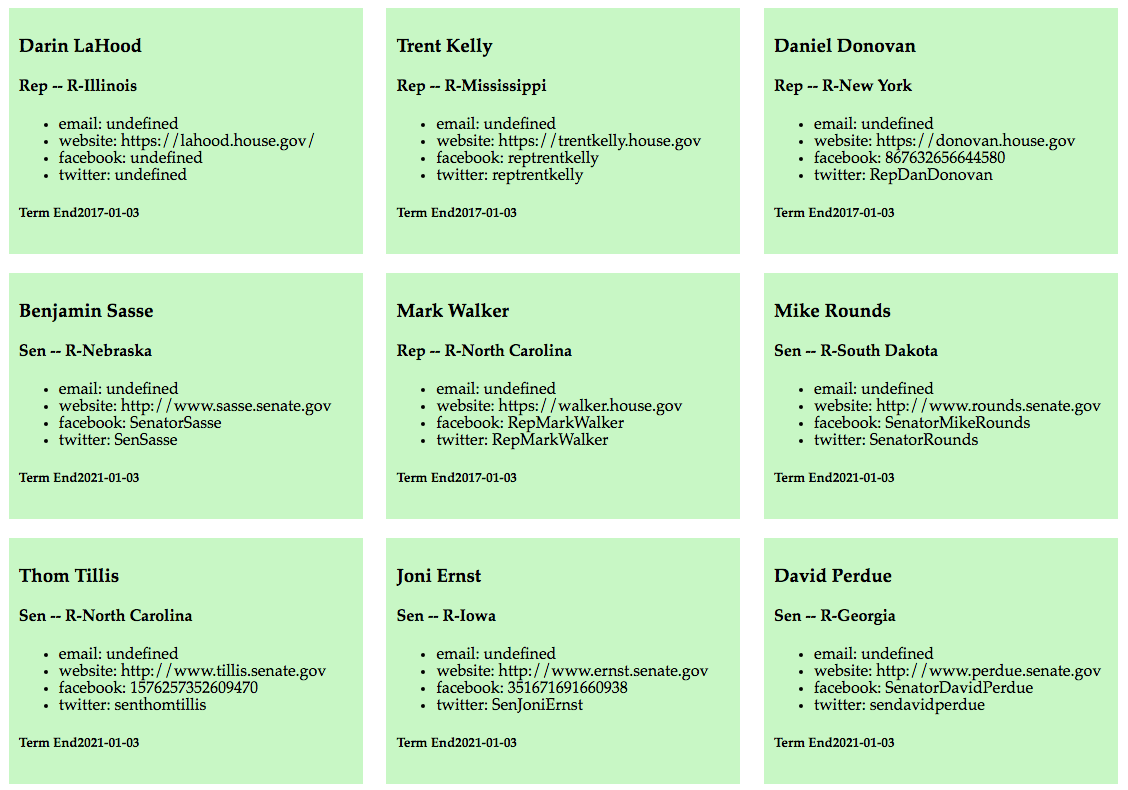 Darin LaHood
Rep -- R-Illinois
• email: undefined
• website: https://lahood.house.gov/
• facebook: undefined
• twitter: undefined
Term End2017-01-03
Trent Kelly
Rep -- R-Mississippi
• email: undefined
• website: https://trentkelly.house.gov
• facebook: reptrentkelly
• twitter: reptrentkelly
Term End2017-01-03
Daniel Donovan
Rep -- R-New York
• email: undefined
• website: https://donovan.house.gov
• facebook: 867632656644580
• twitter: RepDanDonovan
Term End2017-01-03
Benjamin Sasse
Sen -- R-Nebraska
• email: undefined
• website: http://www.sasse.senate.gov
• facebook: SenatorSasse
• twitter: SenSasse
Term End2021-01-03
Mark Walker
Rep -- R-North Carolina
• email: undefined
• website: https://walker.house.gov
• facebook: RepMarkWalker
• twitter: RepMarkWalker
Term End2017-01-03
Mike Rounds
Sen -- R-South Dakota
• email: undefined
• website: http://www.rounds.senate.gov
• facebook: SenatorMikeRounds
• twitter: SenatorRounds
Term End2021-01-03
Thom Tillis
Sen -- R-North Carolina
• email: undefined
• website: http://www.tillis.senate.gov
• facebook: 1576257352609470
• twitter: senthomtillis
Term End2021-01-03
Joni Ernst
Sen -- R-Iowa
• email: undefined
• website: http://www.ernst.senate.gov
• facebook: 351671691660938
• twitter: SenJoniErnst
Term End2021-01-03
David Perdue
Sen -- R-Georgia
• email: undefined
• website: http://www.perdue.senate.gov
• facebook: SenatorDavidPerdue
• twitter: sendavidperdue
Term End2021-01-03